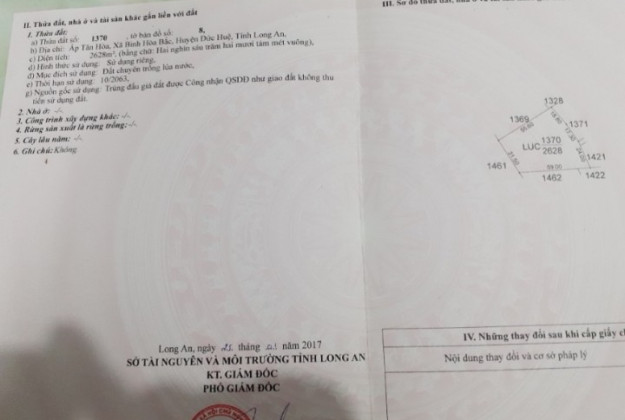 II. Thửa đất, nhà ở và tài sản khác gắn liền với đất
1. Thửa đất:
a) Thửa đất số: 1370 , tờ bản đồ số: 8,
b) Địa chỉ: Ấp Tân Hòa, Xã Bình Hòa Bắc, Huyện Đức Huệ, Tỉnh Long An,
c) Diện tích: 2628m², (bằng chữ: Hai nghìn sáu trăm hai mươi tám mét vuông),
d) Hình thức sử dụng: Sử dụng riêng,
đ) Mục đích sử dụng: Đất chuyên trồng lúa nước,
e) Thời hạn sử dụng: 10/2063,
g) Nguồn gốc sử dụng: Trúng đấu giá đất được Công nhận QSDĐ như giao đất không thu
tiền sử dụng đất.
2. Nhà ở: -/-
3. Công trình xây dựng khác: -/-
4. Rừng sản xuất là rừng trồng: -/-
5. Cây lâu năm: -/-
6. Ghi chú: Không
Long An, ngày tháng năm 2017
SỞ TÀI NGUYÊN VÀ MÔI TRƯỜNG TỈNH LONG AN
KT. GIÁM ĐỐC
PHÓ GIÁM ĐỐC
III. Sơ đồ thửa đất,
1328
1369
1371
LUC 1370
2628
1461
1421
1462
1422
IV. Những thay đổi sau khi cấp giấy
Nội dung thay đổi và cơ sở pháp lý